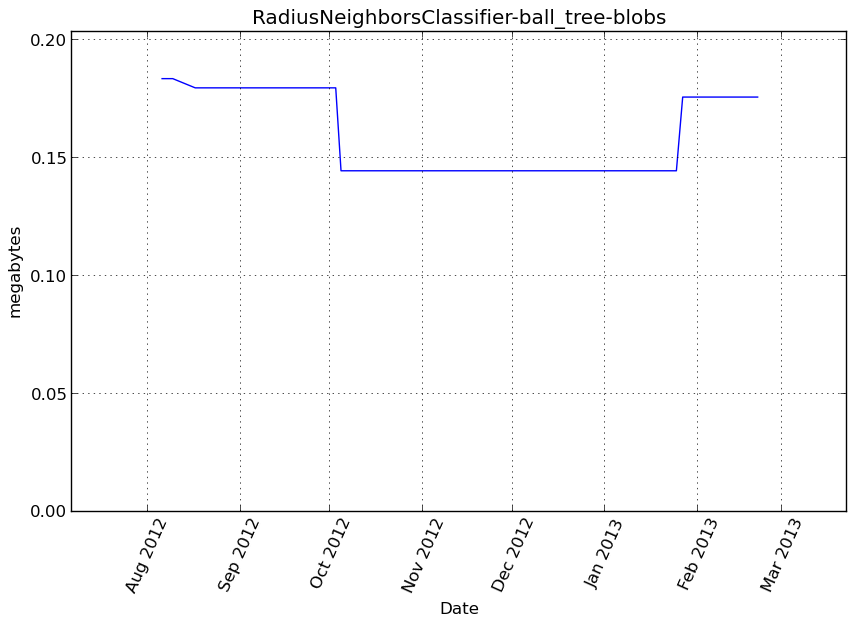 RadiusNeighborsClassifier-ball_tree-blobs
0.20
0.15
0.10
0.05
0.00
megabytes
Aug 2012
Sep 2012
Oct 2012
Nov 2012
Dec 2012
Jan 2013
Feb 2013
Mar 2013
Date